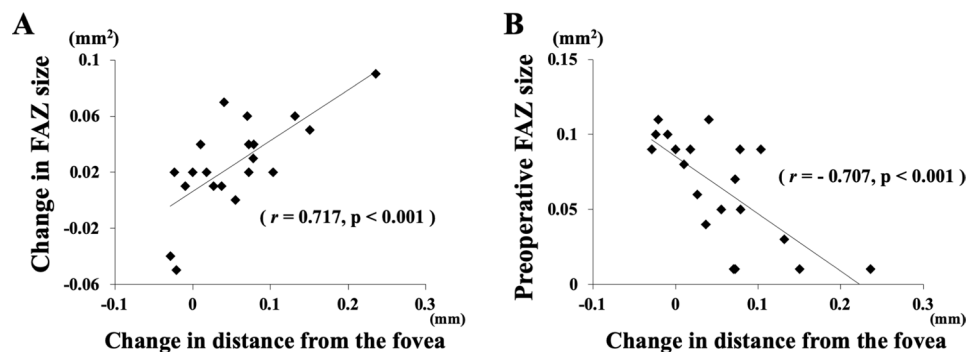 A
(mm²)
Change in FAZ size
0.1
0.06
0.02
-0.02
-0.06
-0.1
0
0.1
0.2
0.3
(mm)
( r = 0.717, p < 0.001 )
Change in distance from the fovea
B
(mm²)
Preoperative FAZ size
0.15
0.1
0.05
0
-0.1
0
0.1
0.2
0.3
(mm)
( r = - 0.707, p < 0.001 )
Change in distance from the fovea